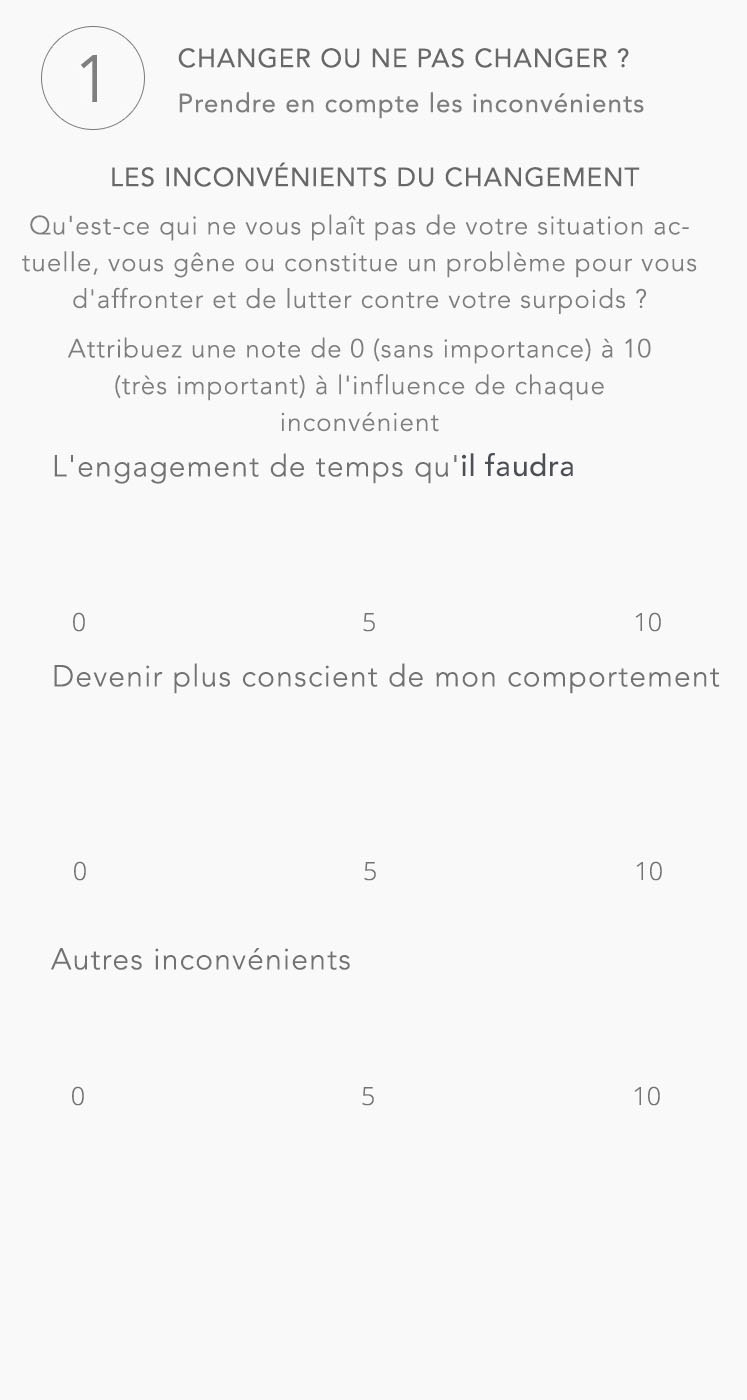 1
CHANGER OU NE PAS CHANGER ?
Prendre en compte les inconvénients
LES INCONVÉNIENTS DU CHANGEMENT
Qu'est-ce qui ne vous plaît pas de votre situation ac-
tuelle, vous gêne ou constitue un problème pour vous
d'affronter et de lutter contre votre surpoids ?
Attribuez une note de 0 (sans importance) à 10
(très important) à l'influence de chaque
inconvénient
L'engagement de temps qu'il faudra
0 5 10
Devenir plus conscient de mon comportement
0 5 10
Autres inconvénients
0 5 10